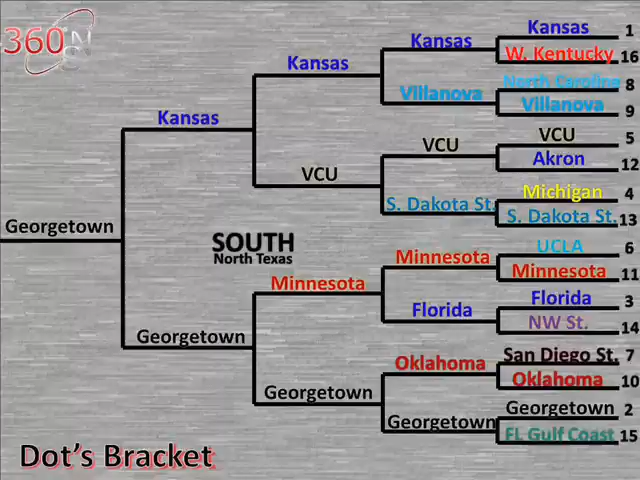 360
INC
Kansas 1
Kansas
W. Kentucky 16
Kansas
North Carolina 8
Villanova
Villanova 9
Kansas
VCU 5
VCU
Akron 12
VCU
Michigan 4
S. Dakota St.
S. Dakota St. 13
Georgetown
SOUTH
North Texas
UCLA 6
Minnesota
Minnesota 11
Minnesota
Florida 3
Florida
NW St. 14
Georgetown
San Diego St. 7
Oklahoma
Oklahoma 10
Georgetown
Georgetown 2
Georgetown
FL Gulf Coast 15
Dot's Bracket